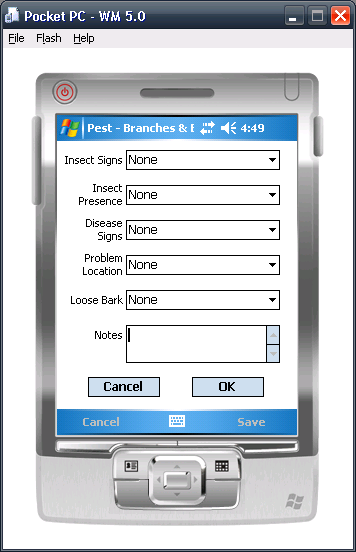 Pocket PC - WM 5.0
File Flash Help
Pest - Branches & E 4:49
Insect Signs None
Insect
Presence None
Disease
Signs None
Problem
Location None
Loose Bark None
Notes
Cancel OK
Cancel Save